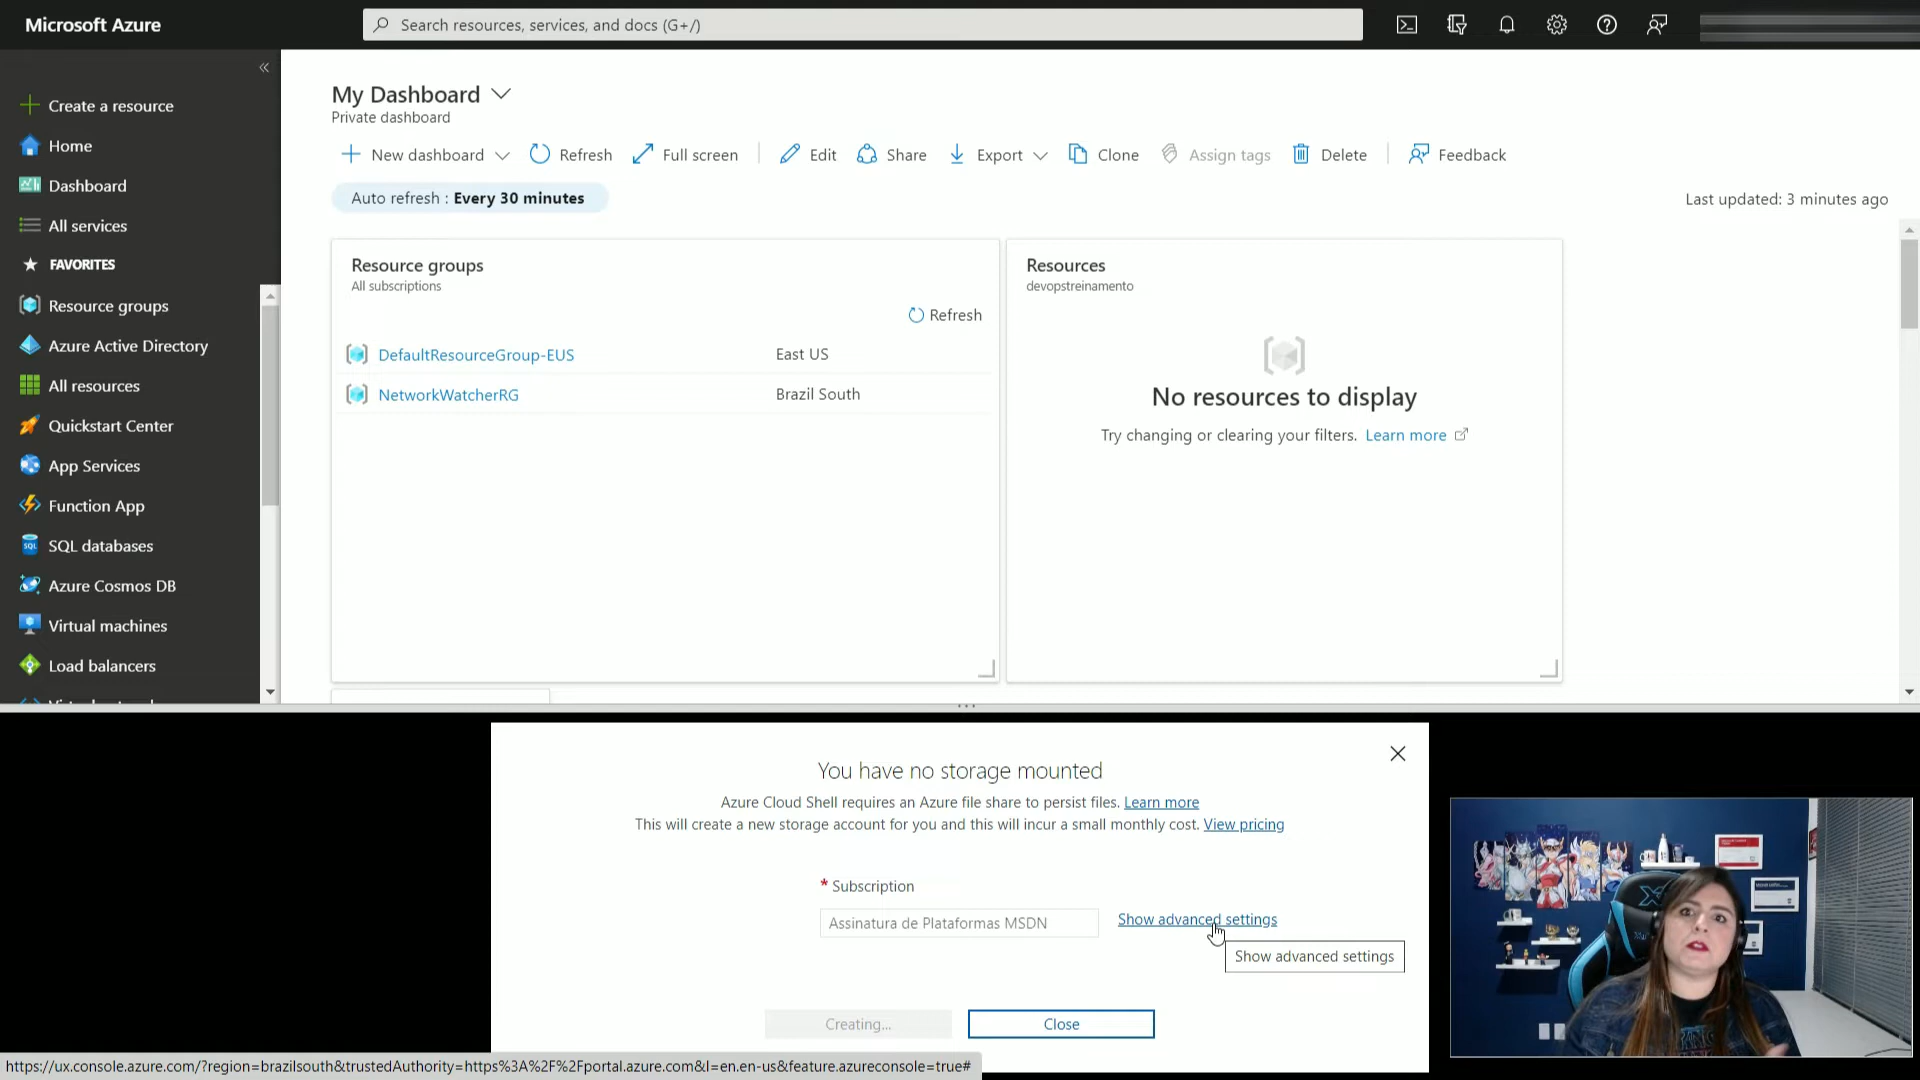 Microsoft Azure
Search resources, services, and docs (G+/)
Create a resource
Home
Dashboard
All services
FAVORITES
Resource groups
Azure Active Directory
All resources
Quickstart Center
App Services
Function App
SQL databases
Azure Cosmos DB
Virtual machines
Load balancers
My Dashboard
Private dashboard
New dashboard
Refresh
Full screen
Edit
Share
Export
Clone
Assign tags
Delete
Feedback
Auto refresh : Every 30 minutes
Last updated: 3 minutes ago
Resource groups
All subscriptions
Refresh
DefaultResourceGroup-EUS East US
NetworkWatcherRG Brazil South
Resources
devopstreinamento
No resources to display
Try changing or clearing your filters. Learn more
You have no storage mounted
Azure Cloud Shell requires an Azure file share to persist files. Learn more
This will create a new storage account for you and this will incur a small monthly cost. View pricing
* Subscription
Assinatura de Plataformas MSDN
Show advanced settings
Show advanced settings
Creating...
Close
https://ux.console.azure.com/?region=brazilsouth&trustedAuthority=https%3A%2F%2Fportal.azure.com&l=en.en-us&feature.azureconsole=true#